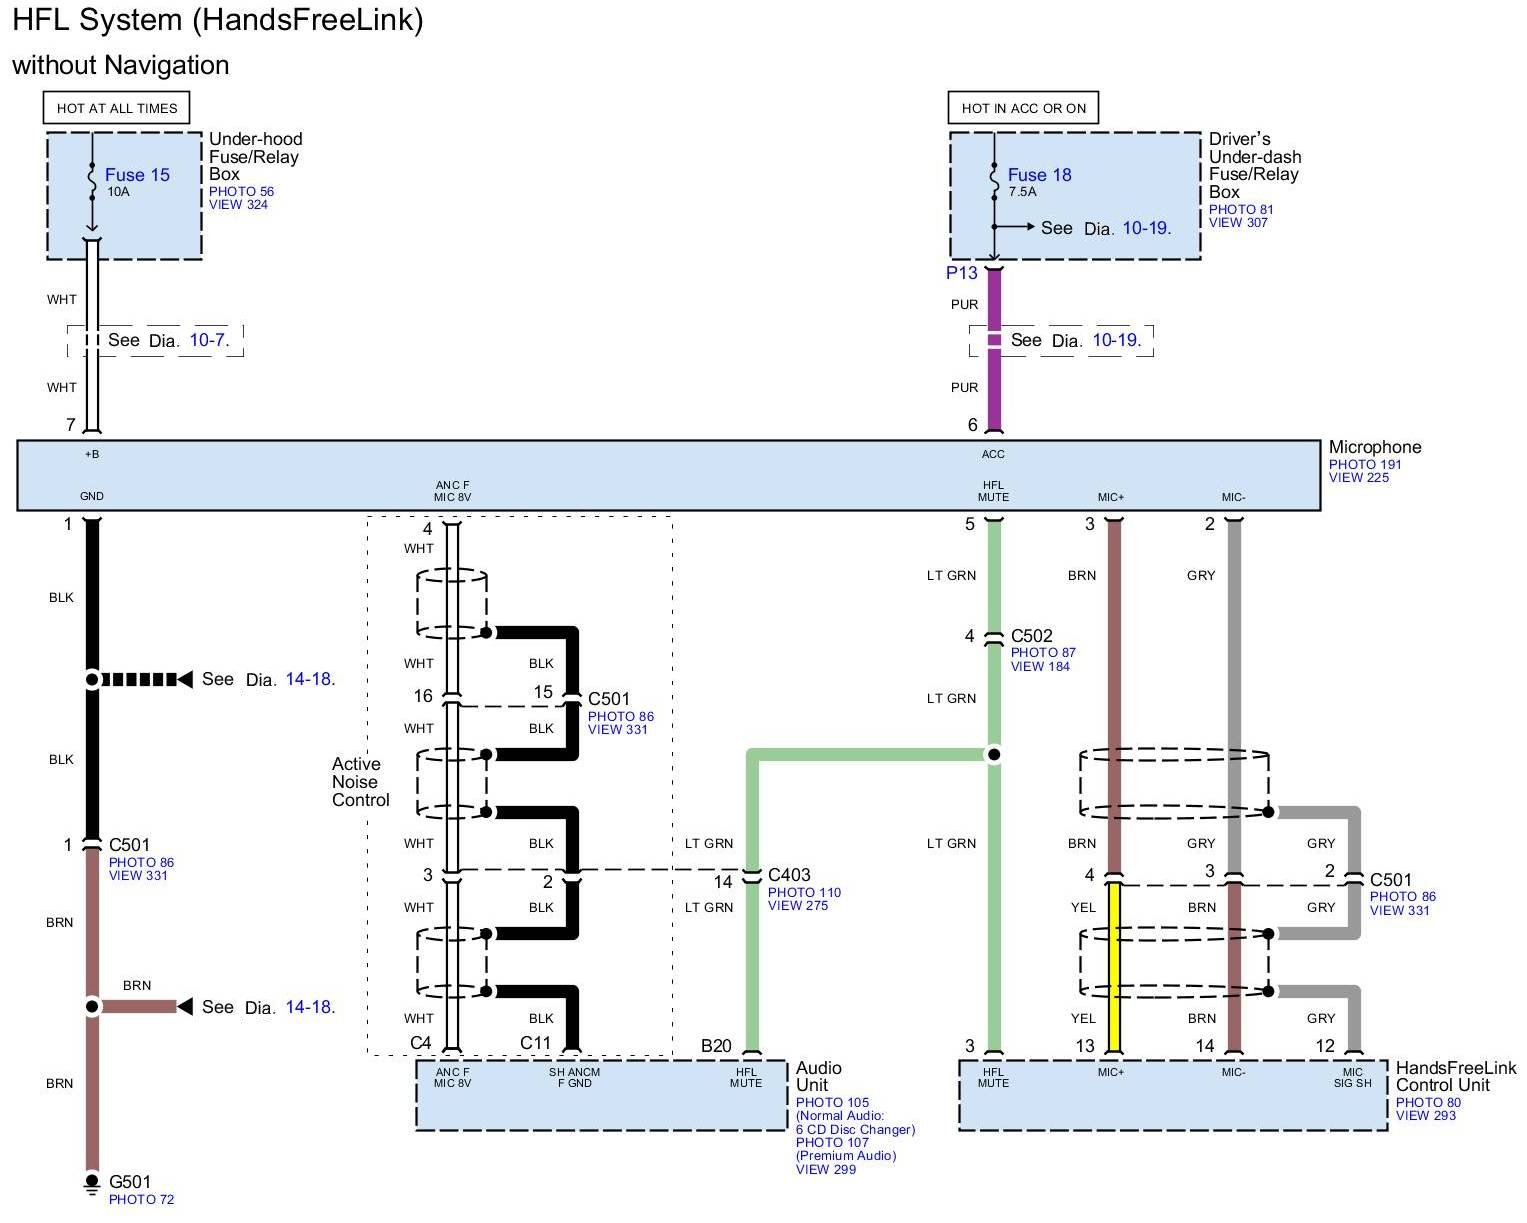 HFL System (HandsFreeLink)
without Navigation
HOT AT ALL TIMES
Fuse 15
10A
Under-hood
Fuse/Relay
Box
PHOTO 56
VIEW 324
HOT IN ACC OR ON
Fuse 18
7.5A
See Dia. 10-19.
Driver's
Under-dash
Fuse/Relay
Box
PHOTO 81
VIEW 307
P13
WHT
See Dia. 10-7.
WHT
7
PUR
See Dia. 10-19.
PUR
6
+B
GND
ANC F
MIC 8V
ACC
HFL
MUTE
MIC+
MIC-
Microphone
PHOTO 191
VIEW 225
1
BLK
See Dia. 14-18.
BLK
1
C501
PHOTO 86
VIEW 331
BRN
BRN
See Dia. 14-18.
BRN
G501
PHOTO 72
Active
Noise
Control
4
WHT
WHT
BLK
16
15
C501
PHOTO 86
VIEW 331
WHT
BLK
WHT
BLK
3
2
WHT
BLK
WHT
BLK
C4
C11
LT GRN
14
C403
PHOTO 110
VIEW 275
LT GRN
B20
ANC F
MIC 8V
SH ANCM
F GND
HFL
MUTE
Audio
Unit
PHOTO 105
(Normal Audio:
6 CD Disc Changer)
PHOTO 107
(Premium Audio)
VIEW 299
5
3
2
LT GRN
BRN
GRY
4
C502
PHOTO 87
VIEW 184
LT GRN
LT GRN
BRN
GRY
GRY
4
3
2
C501
PHOTO 86
VIEW 331
YEL
BRN
GRY
YEL
BRN
GRY
3
13
14
12
HFL
MUTE
MIC+
MIC-
MIC
SIG SH
HandsFreeLink
Control Unit
PHOTO 80
VIEW 293